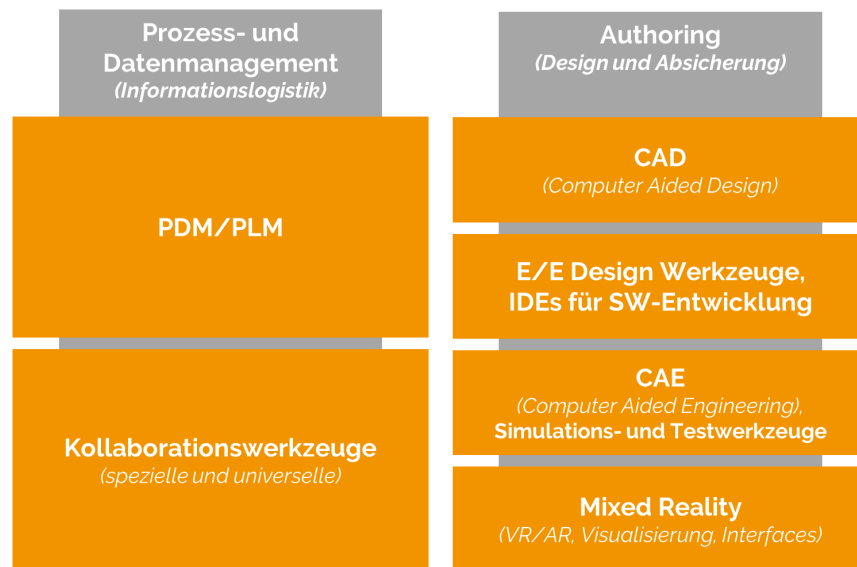 Prozess- und
Datenmanagement
(Informationslogistik)
PDM/PLM
Kollaborationswerkzeuge
(spezielle und universelle)
Authoring
(Design und Absicherung)
CAD
(Computer Aided Design)
E/E Design Werkzeuge,
IDEs für SW-Entwicklung
CAE
(Computer Aided Engineering),
Simulations- und Testwerkzeuge
Mixed Reality
(VR/AR, Visualisierung, Interfaces)